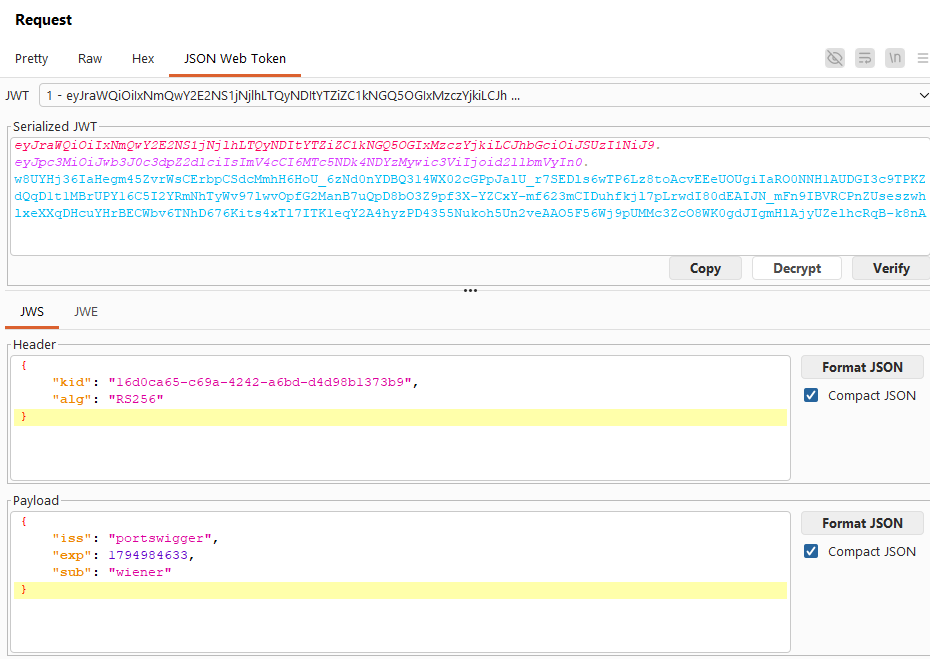 Request
Pretty Raw Hex JSON Web Token \n
JWT 1 - eyJraWQiOiIxNmQwY2E2NS1jNjlhLTQyNDItYTZiZC1kNGQ5OGIxMzczYjkiLCJh ...
Serialized JWT
eyJraWQiOiIxNmQwY2E2NS1jNjlhLTQyNDItYTZiZC1kNGQ5OGIxMzczYjkiLCJhbGciOiJSUzI1NiJ9.
eyJpc3MiOiJwb3J0c3dpZ2dlciIsImV4cCI6MTc5NDk4NDYzMywic3ViIjoid2llbmVyIn0.
Copy Decrypt Verify
JWS JWE
Header
{
"kid": "16d0ca65-c69a-4242-a6bd-d4d98b1373b9",
"alg": "RS256"
}
Format JSON
Compact JSON
Payload
{
"iss": "portswigger",
"exp": 1794984633,
"sub": "wiener"
}
Format JSON
Compact JSON